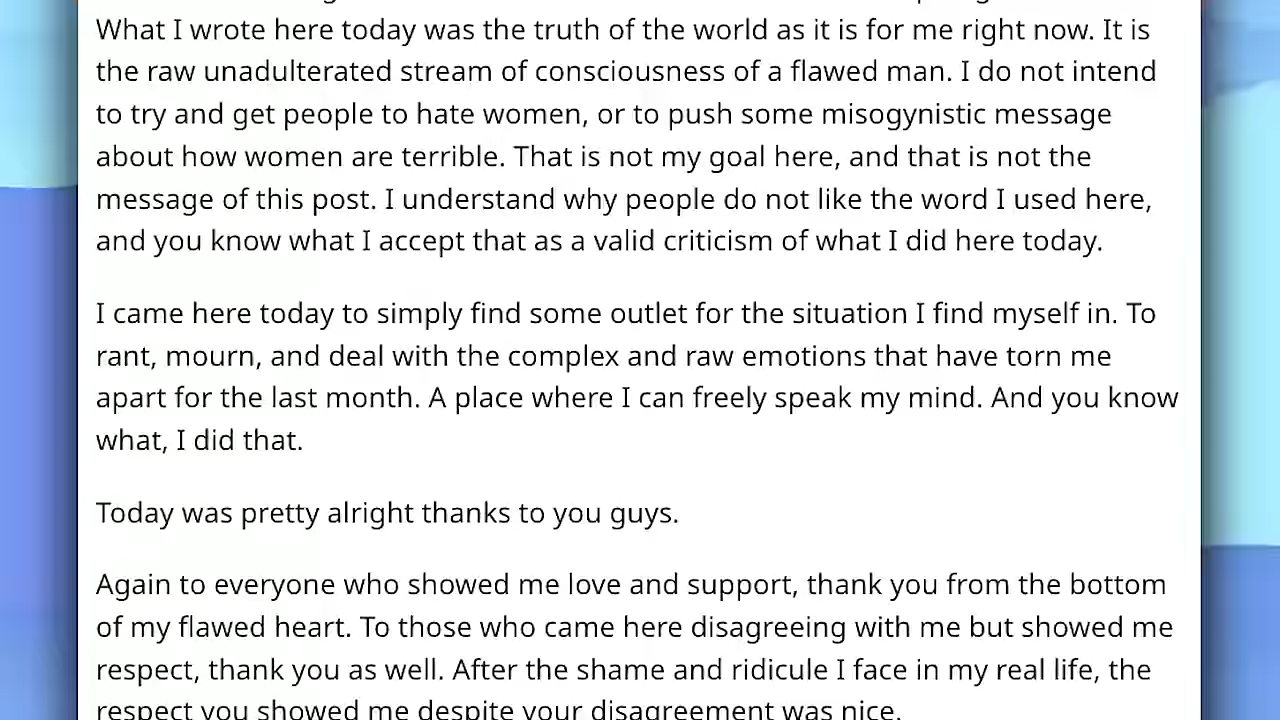 What I wrote here today was the truth of the world as it is for me right now. It is
the raw unadulterated stream of consciousness of a flawed man. I do not intend
to try and get people to hate women, or to push some misogynistic message
about how women are terrible. That is not my goal here, and that is not the
message of this post. I understand why people do not like the word I used here,
and you know what I accept that as a valid criticism of what I did here today.
I came here today to simply find some outlet for the situation I find myself in. To
rant, mourn, and deal with the complex and raw emotions that have torn me
apart for the last month. A place where I can freely speak my mind. And you know
what, I did that.
Today was pretty alright thanks to you guys.
Again to everyone who showed me love and support, thank you from the bottom
of my flawed heart. To those who came here disagreeing with me but showed me
respect, thank you as well. After the shame and ridicule I face in my real life, the
respect you showed me despite your disagreement was nice.